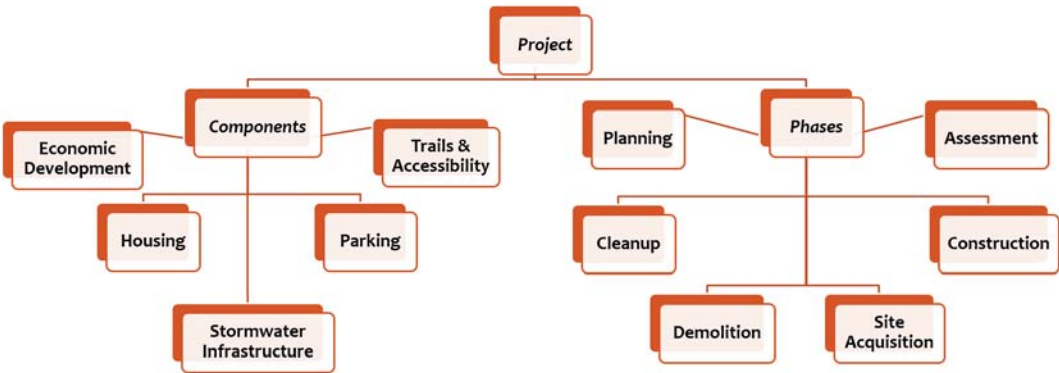 Project
Components
Phases
Economic
Development
Trails &
Accessibility
Planning
Assessment
Housing
Parking
Cleanup
Construction
Stormwater
Infrastructure
Demolition
Site
Acquisition